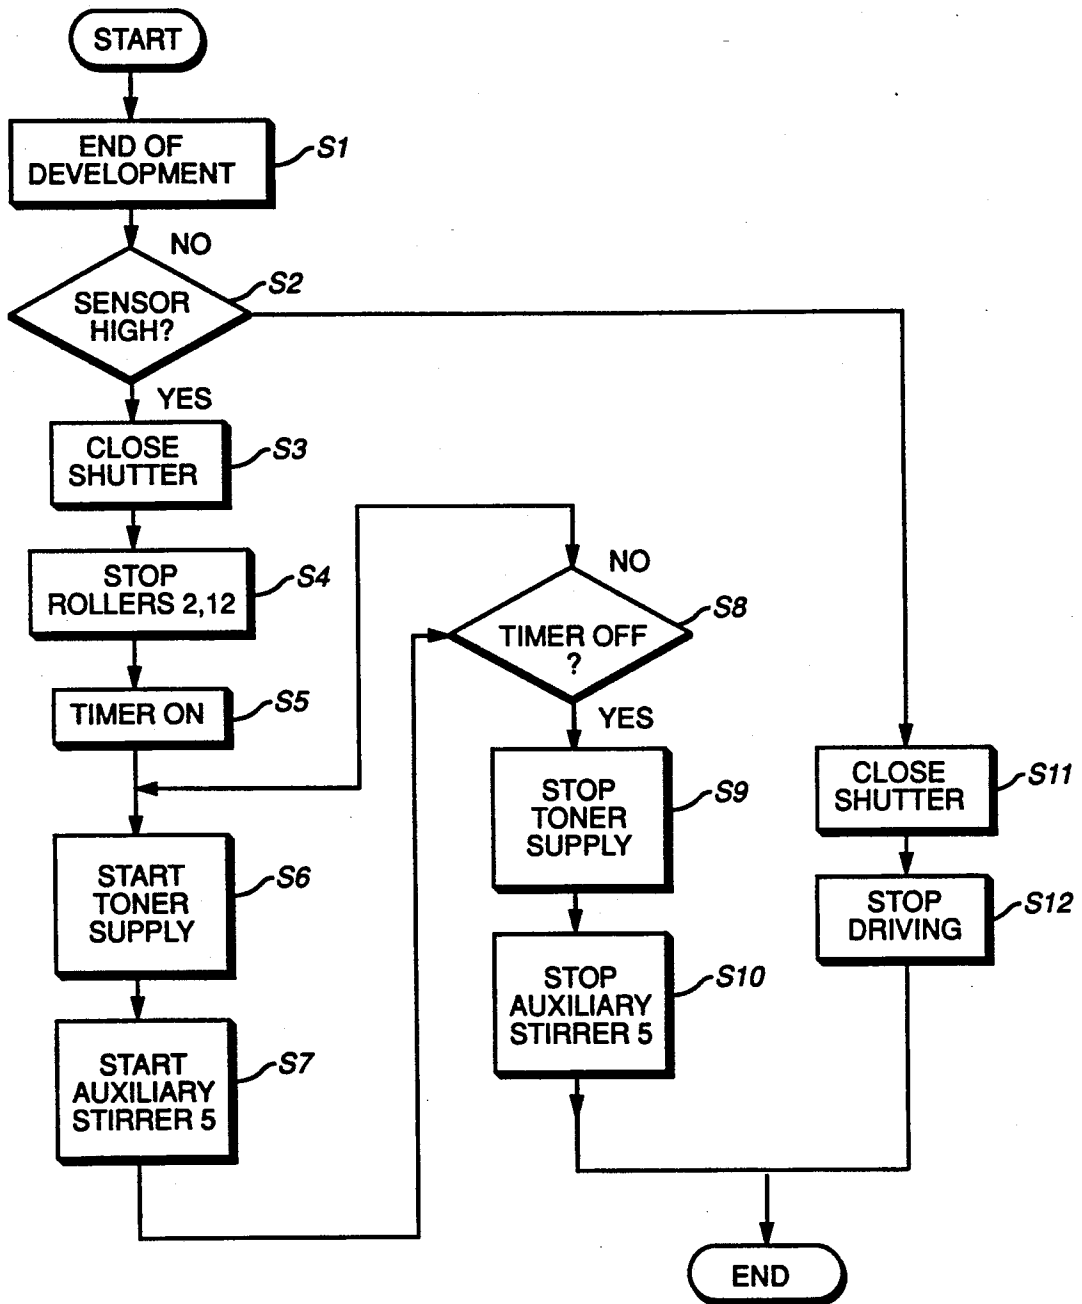 START
END OF
DEVELOPMENT
S1
NO
SENSOR
HIGH?
S2
YES
CLOSE
SHUTTER
S3
STOP
ROLLERS 2,12
S4
TIMER ON
S5
START
TONER
SUPPLY
S6
START
AUXILIARY
STIRRER 5
S7
NO
TIMER OFF
?
S8
YES
STOP
TONER
SUPPLY
S9
STOP
AUXILIARY
STIRRER 5
S10
CLOSE
SHUTTER
S11
STOP
DRIVING
S12
END